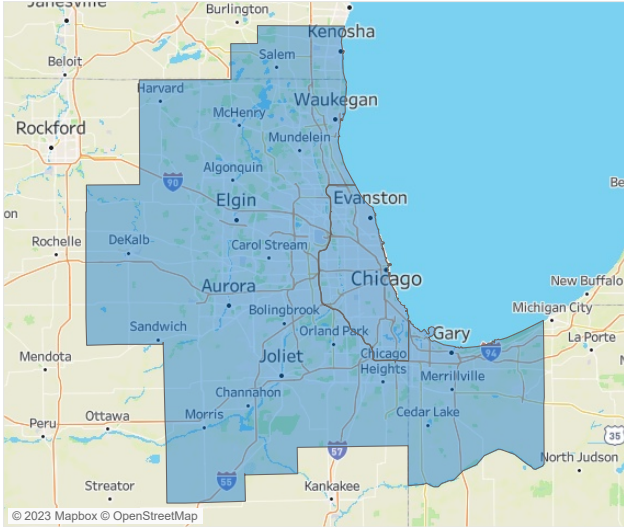 Janesville
Burlington
Kenosha
Beloit
Salem
Harvard
Waukegan
McHenry
Rockford
Mundelein
Algonquin
90
Elgin
Evanston
on
Be
Rochelle
DeKalb
Carol Stream
Chicago
Aurora
New Buffalo
Bolingbrook
Michigan City
Sandwich
Orland Park
Gary
La Porte
Mendota
Joliet
Chicago
Heights
94
Merrillville
Channahon
Morris
Ottawa
Cedar Lake
Peru
35
57
North Judson
Streator
55
Kankakee
© 2023 Mapbox © OpenStreetMap